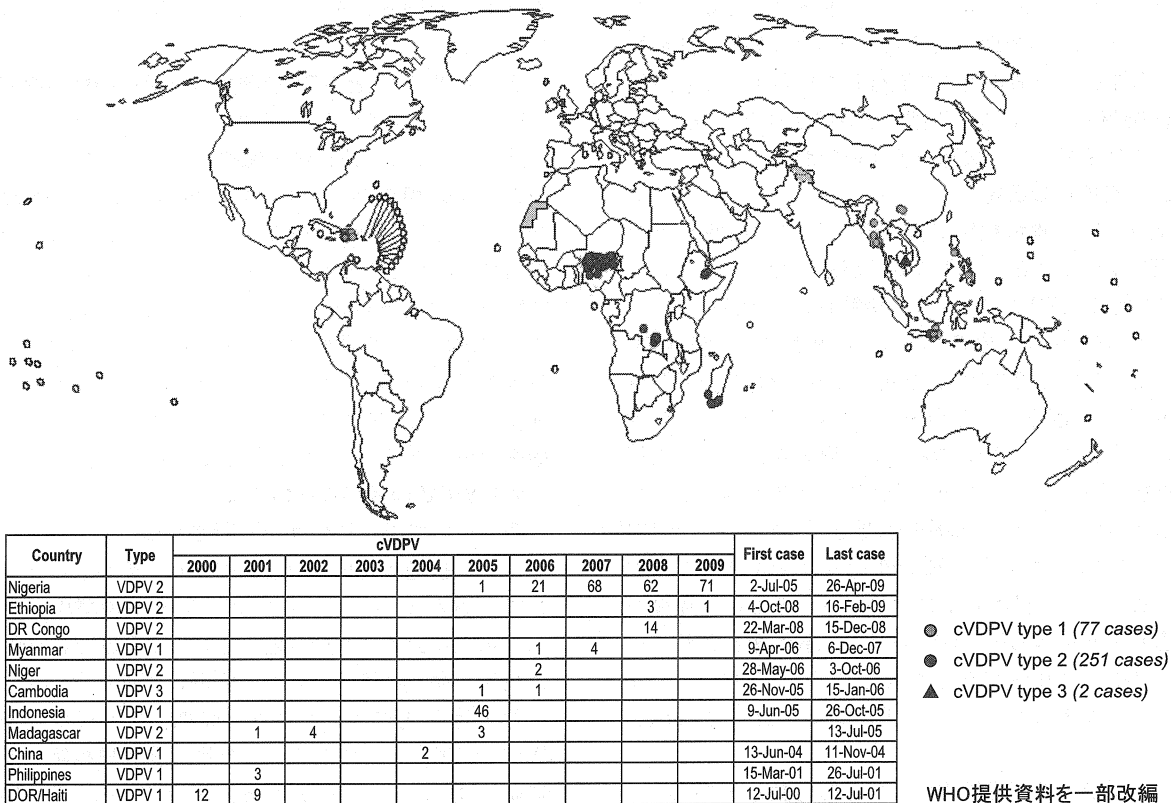 Country Type cVDPV First case Last case
2000 2001 2002 2003 2004 2005 2006 2007 2008 2009
Nigeria VDPV 2 1 21 68 62 71 2-Jul-05 26-Apr-09
Ethiopia VDPV 2 3 1 4-Oct-08 16-Feb-09
DR Congo VDPV 2 14 22-Mar-08 15-Dec-08
Myanmar VDPV 1 1 4 9-Apr-06 6-Dec-07
Niger VDPV 2 2 28-May-06 3-Oct-06
Cambodia VDPV 3 1 1 26-Nov-05 15-Jan-06
Indonesia VDPV 1 46 9-Jun-05 26-Oct-05
Madagascar VDPV 2 1 4 3 13-Jul-05
China VDPV 1 2 13-Jun-04 11-Nov-04
Philippines VDPV 1 3 15-Mar-01 26-Jul-01
DOR/Haiti VDPV 1 12 9 12-Jul-00 12-Jul-01
cVDPV type 1 (77 cases)
cVDPV type 2 (251 cases)
cVDPV type 3 (2 cases)
WHO提供資料を一部改編